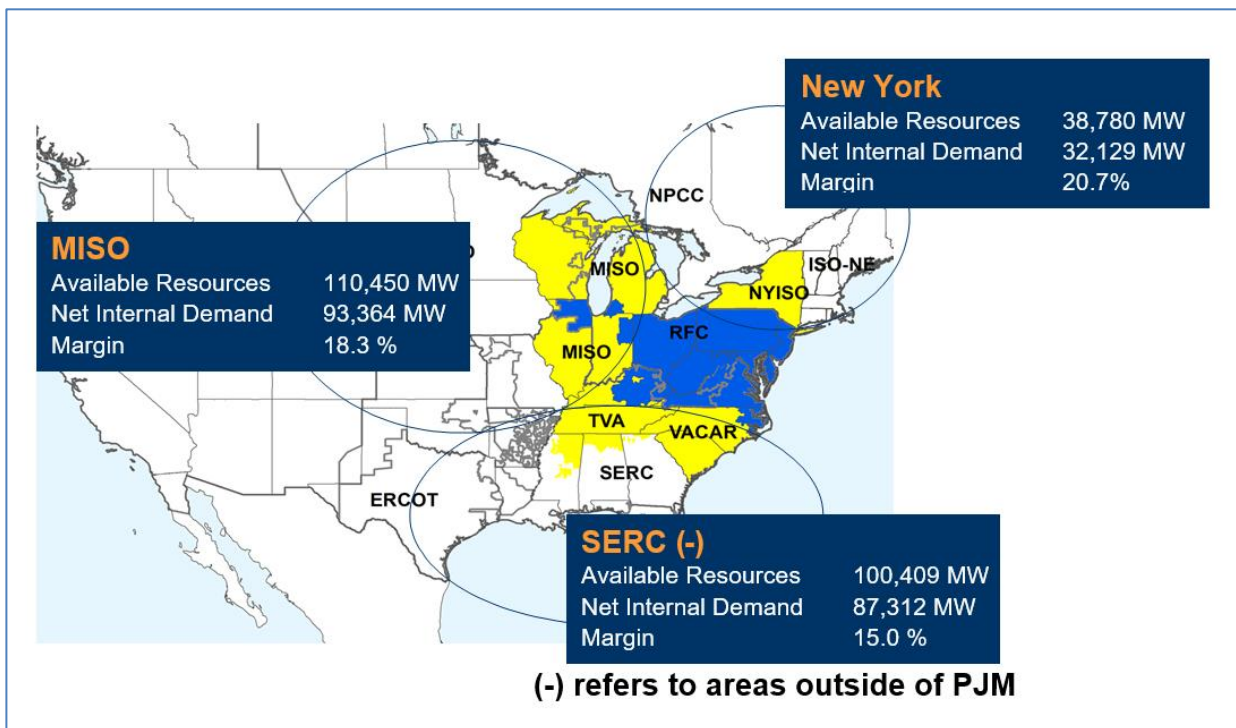 New York
Available Resources 38,780 MW
Net Internal Demand 32,129 MW
Margin 20.7%
NPCC
MISO
Available Resources 110,450 MW
Net Internal Demand 93,364 MW
Margin 18.3 %
MISO
ISO-NE
NYISO
RFC
MISO
TVA
VACAR
SERC
ERCOT
SERC (-)
Available Resources 100,409 MW
Net Internal Demand 87,312 MW
Margin 15.0 %
(-) refers to areas outside of PJM